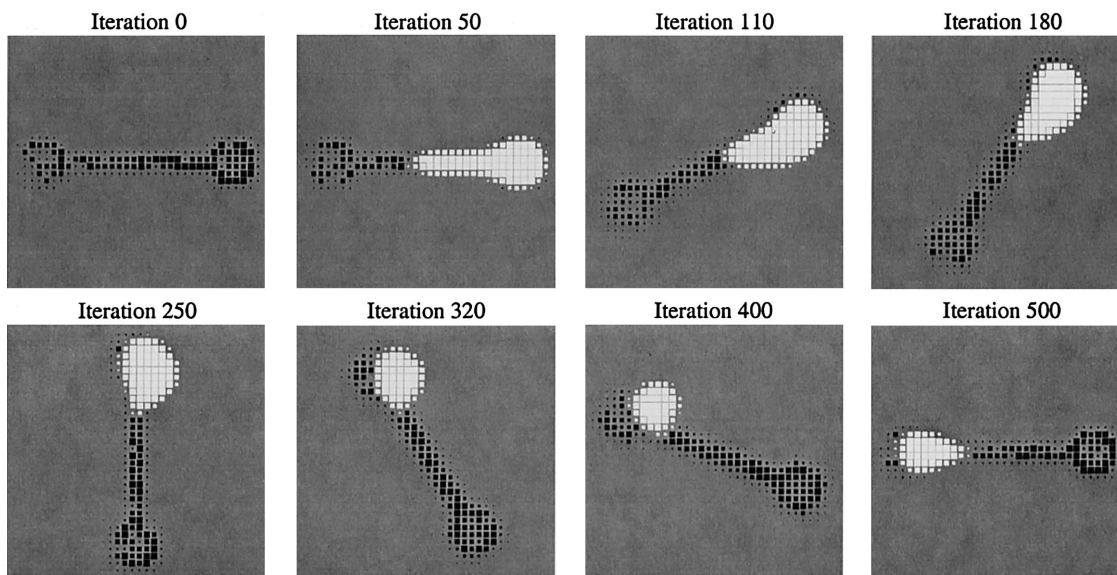 Iteration 0
Iteration 50
Iteration 110
Iteration 180
Iteration 250
Iteration 320
Iteration 400
Iteration 500